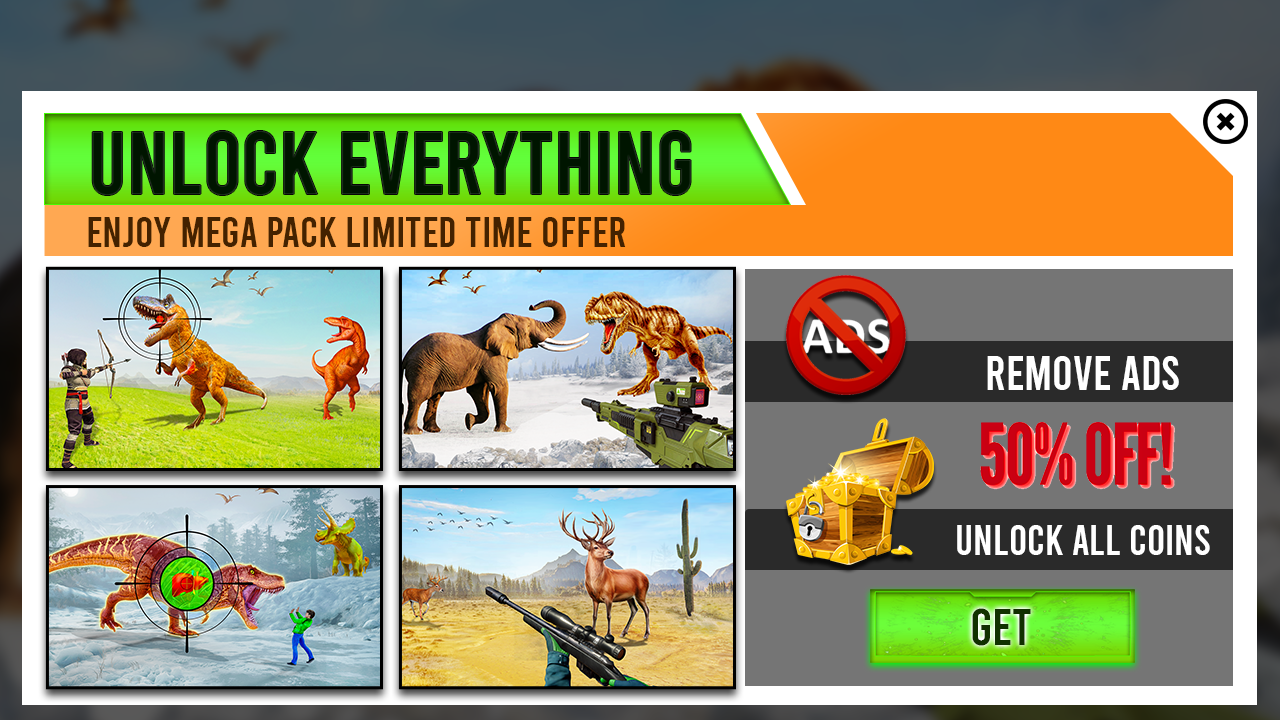 UNLOCK EVERYTHING
ENJOY MEGA PACK LIMITED TIME OFFER
ADS
REMOVE ADS
50% OFF!
UNLOCK ALL COINS
GET